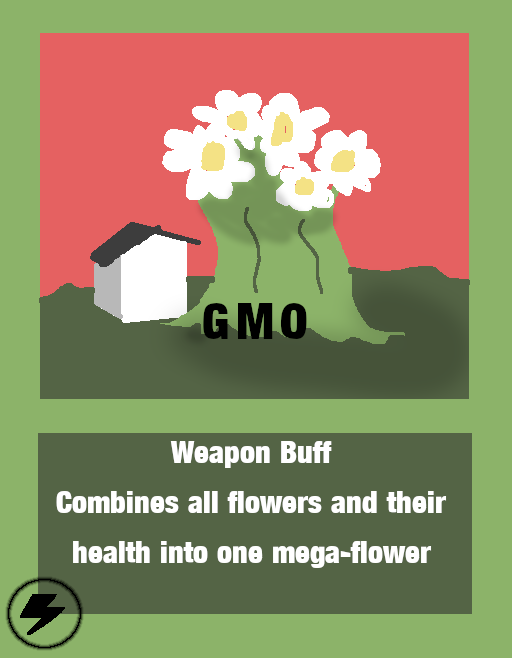 GMO
Weapon Buff
Combines all flowers and their
health into one mega-flower